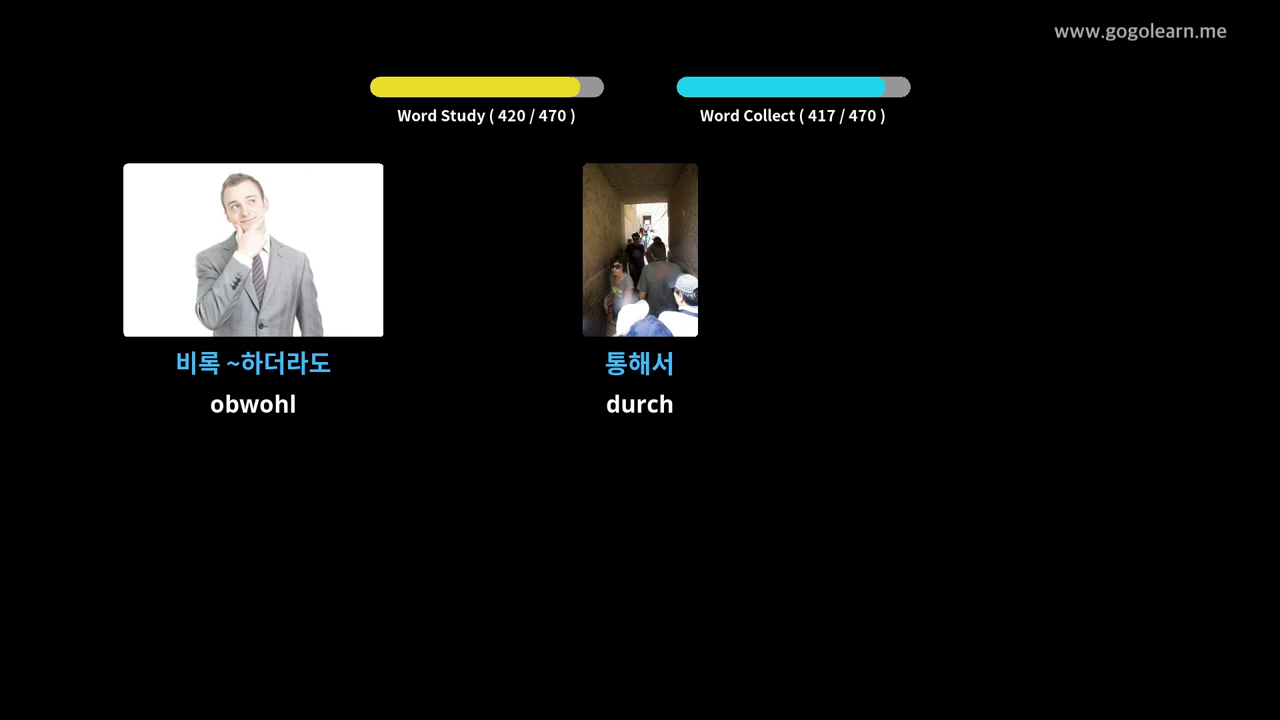 www.gogolearn.me
Word Study ( 420 / 470 )
Word Collect ( 417 / 470 )
비록 ~하더라도
통해서
obwohl
durch